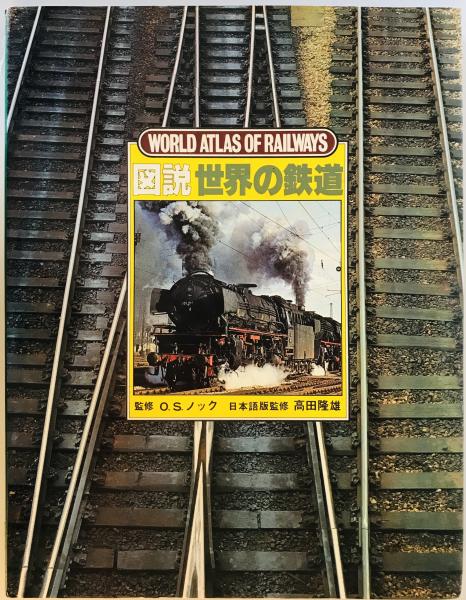 WORLD ATLAS OF RAILWAYS
図説 世界の鉄道
監修 O.S.ノック 日本語版監修 高田隆雄